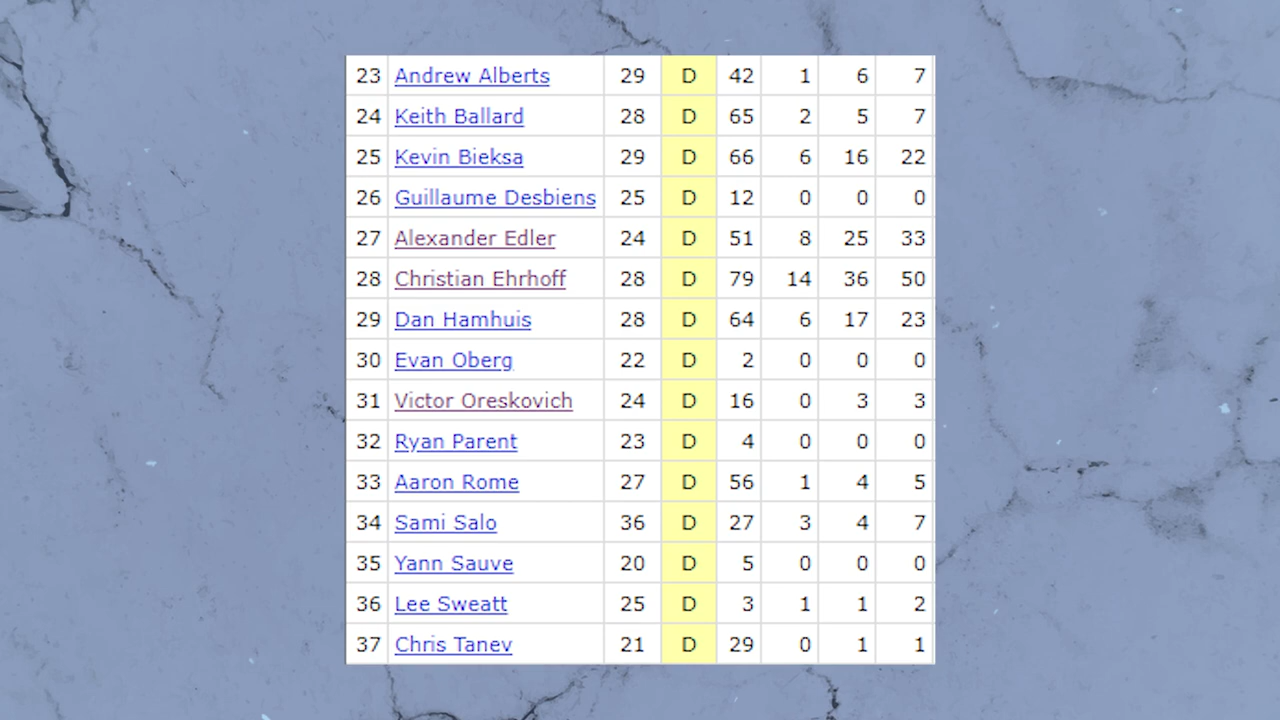 23 Andrew Alberts 29 D 42 1 6 7
24 Keith Ballard 28 D 65 2 5 7
25 Kevin Bieksa 29 D 66 6 16 22
26 Guillaume Desbiens 25 D 12 0 0 0
27 Alexander Edler 24 D 51 8 25 33
28 Christian Ehrhoff 28 D 79 14 36 50
29 Dan Hamhuis 28 D 64 6 17 23
30 Evan Oberg 22 D 2 0 0 0
31 Victor Oreskovich 24 D 16 0 3 3
32 Ryan Parent 23 D 4 0 0 0
33 Aaron Rome 27 D 56 1 4 5
34 Sami Salo 36 D 27 3 4 7
35 Yann Sauve 20 D 5 0 0 0
36 Lee Sweatt 25 D 3 1 1 2
37 Chris Tanev 21 D 29 0 1 1